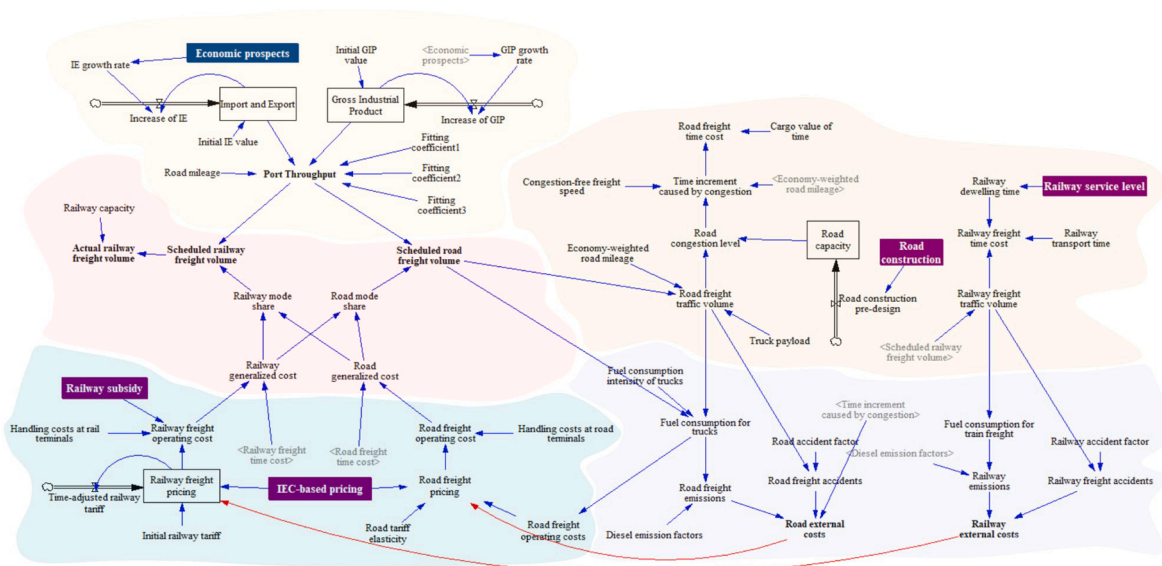 Economic prospects
IE growth rate
Initial GIP
value
<Economic
prospects>
GIP growth
rate
Import and Export
Gross Industrial
Product
Increase of IE
Increase of GIP
Initial IE value
Fitting
coefficient1
Road mileage
Port Throughput
Fitting
coefficient2
Fitting
coefficient3
Railway capacity
Actual railway
freight volume
Scheduled railway
freight volume
Scheduled road
freight volume
Railway mode
share
Road mode
share
Railway
generalized cost
Road
generalized cost
Railway subsidy
Handling costs at rail
terminals
Railway freight
operating cost
<Railway freight
time cost>
<Road freight
time cost>
Road freight
operating cost
Handling costs at road
terminals
Railway freight
pricing
Time-adjusted railway
tariff
IEC-based pricing
Road freight
pricing
Initial railway tariff
Road tariff
elasticity
Road freight
operating costs
Road freight
time cost
Cargo value of
time
Congestion-free freight
speed
Time increment
caused by congestion
<Economy-weighted
road mileage>
Railway
dewelling time
Railway service level
Road
congestion level
Road
capacity
Road
construction
Railway freight
time cost
Railway
transport time
Economy-weighted
road mileage
Road freight
traffic volume
Road construction
pre-design
Railway freight
traffic volume
Truck payload
<Scheduled railway
freight volume>
Fuel consumption
intensity of trucks
<Time increment
caused by congestion>
Fuel consumption for
trucks
Fuel consumption for
train freight
Road accident factor
<Diesel emission factors>
Railway accident factor
Road freight
emissions
Road freight accidents
Railway
emissions
Railway freight accidents
Diesel emission factors
Road external
costs
Railway
external costs